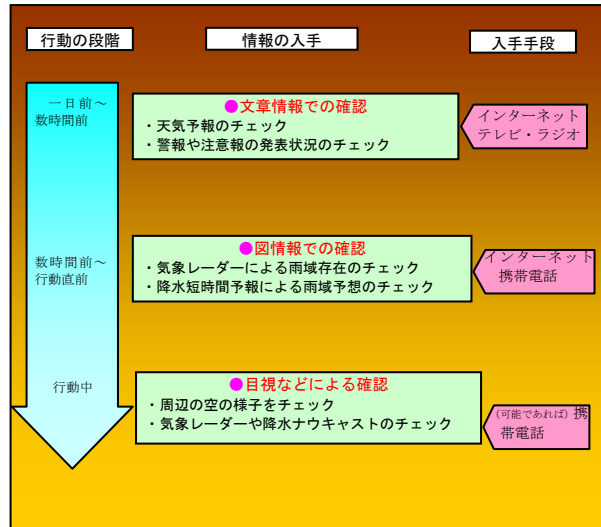 行動の段階
情報の入手
入手手段
一日前～
数時間前
●文章情報での確認
・天気予報のチェック
・警報や注意報の発表状況のチェック
インターネット
テレビ・ラジオ
数時間前～
行動直前
●図情報での確認
・気象レーダーによる雨域存在のチェック
・降水短時間予報による雨域予想のチェック
インターネット
携帯電話
行動中
●目視などによる確認
・周辺の空の様子をチェック
・気象レーダーや降水ナウキャストのチェック
(可能であれば) 携
帯電話